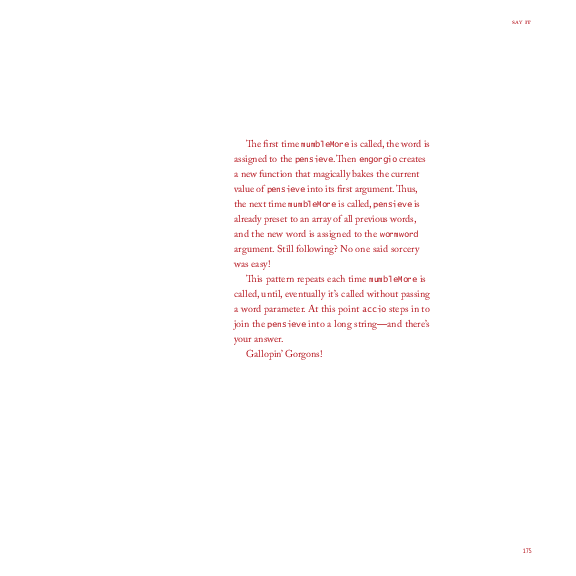 SAY IT
The first time mumbleMore is called, the word is
assigned to the pensieve. Then engorgio creates
a new function that magically bakes the current
value of pensieve into its first argument. Thus,
the next time mumbleMore is called, pensieve is
already preset to an array of all previous words,
and the new word is assigned to the wormword
argument. Still following? No one said sorcery
was easy!
This pattern repeats each time mumbleMore is
called, until, eventually it's called without passing
a word parameter. At this point accio steps in to
join the pensieve into a long string—and there's
your answer.
Gallopin' Gorgons!
175